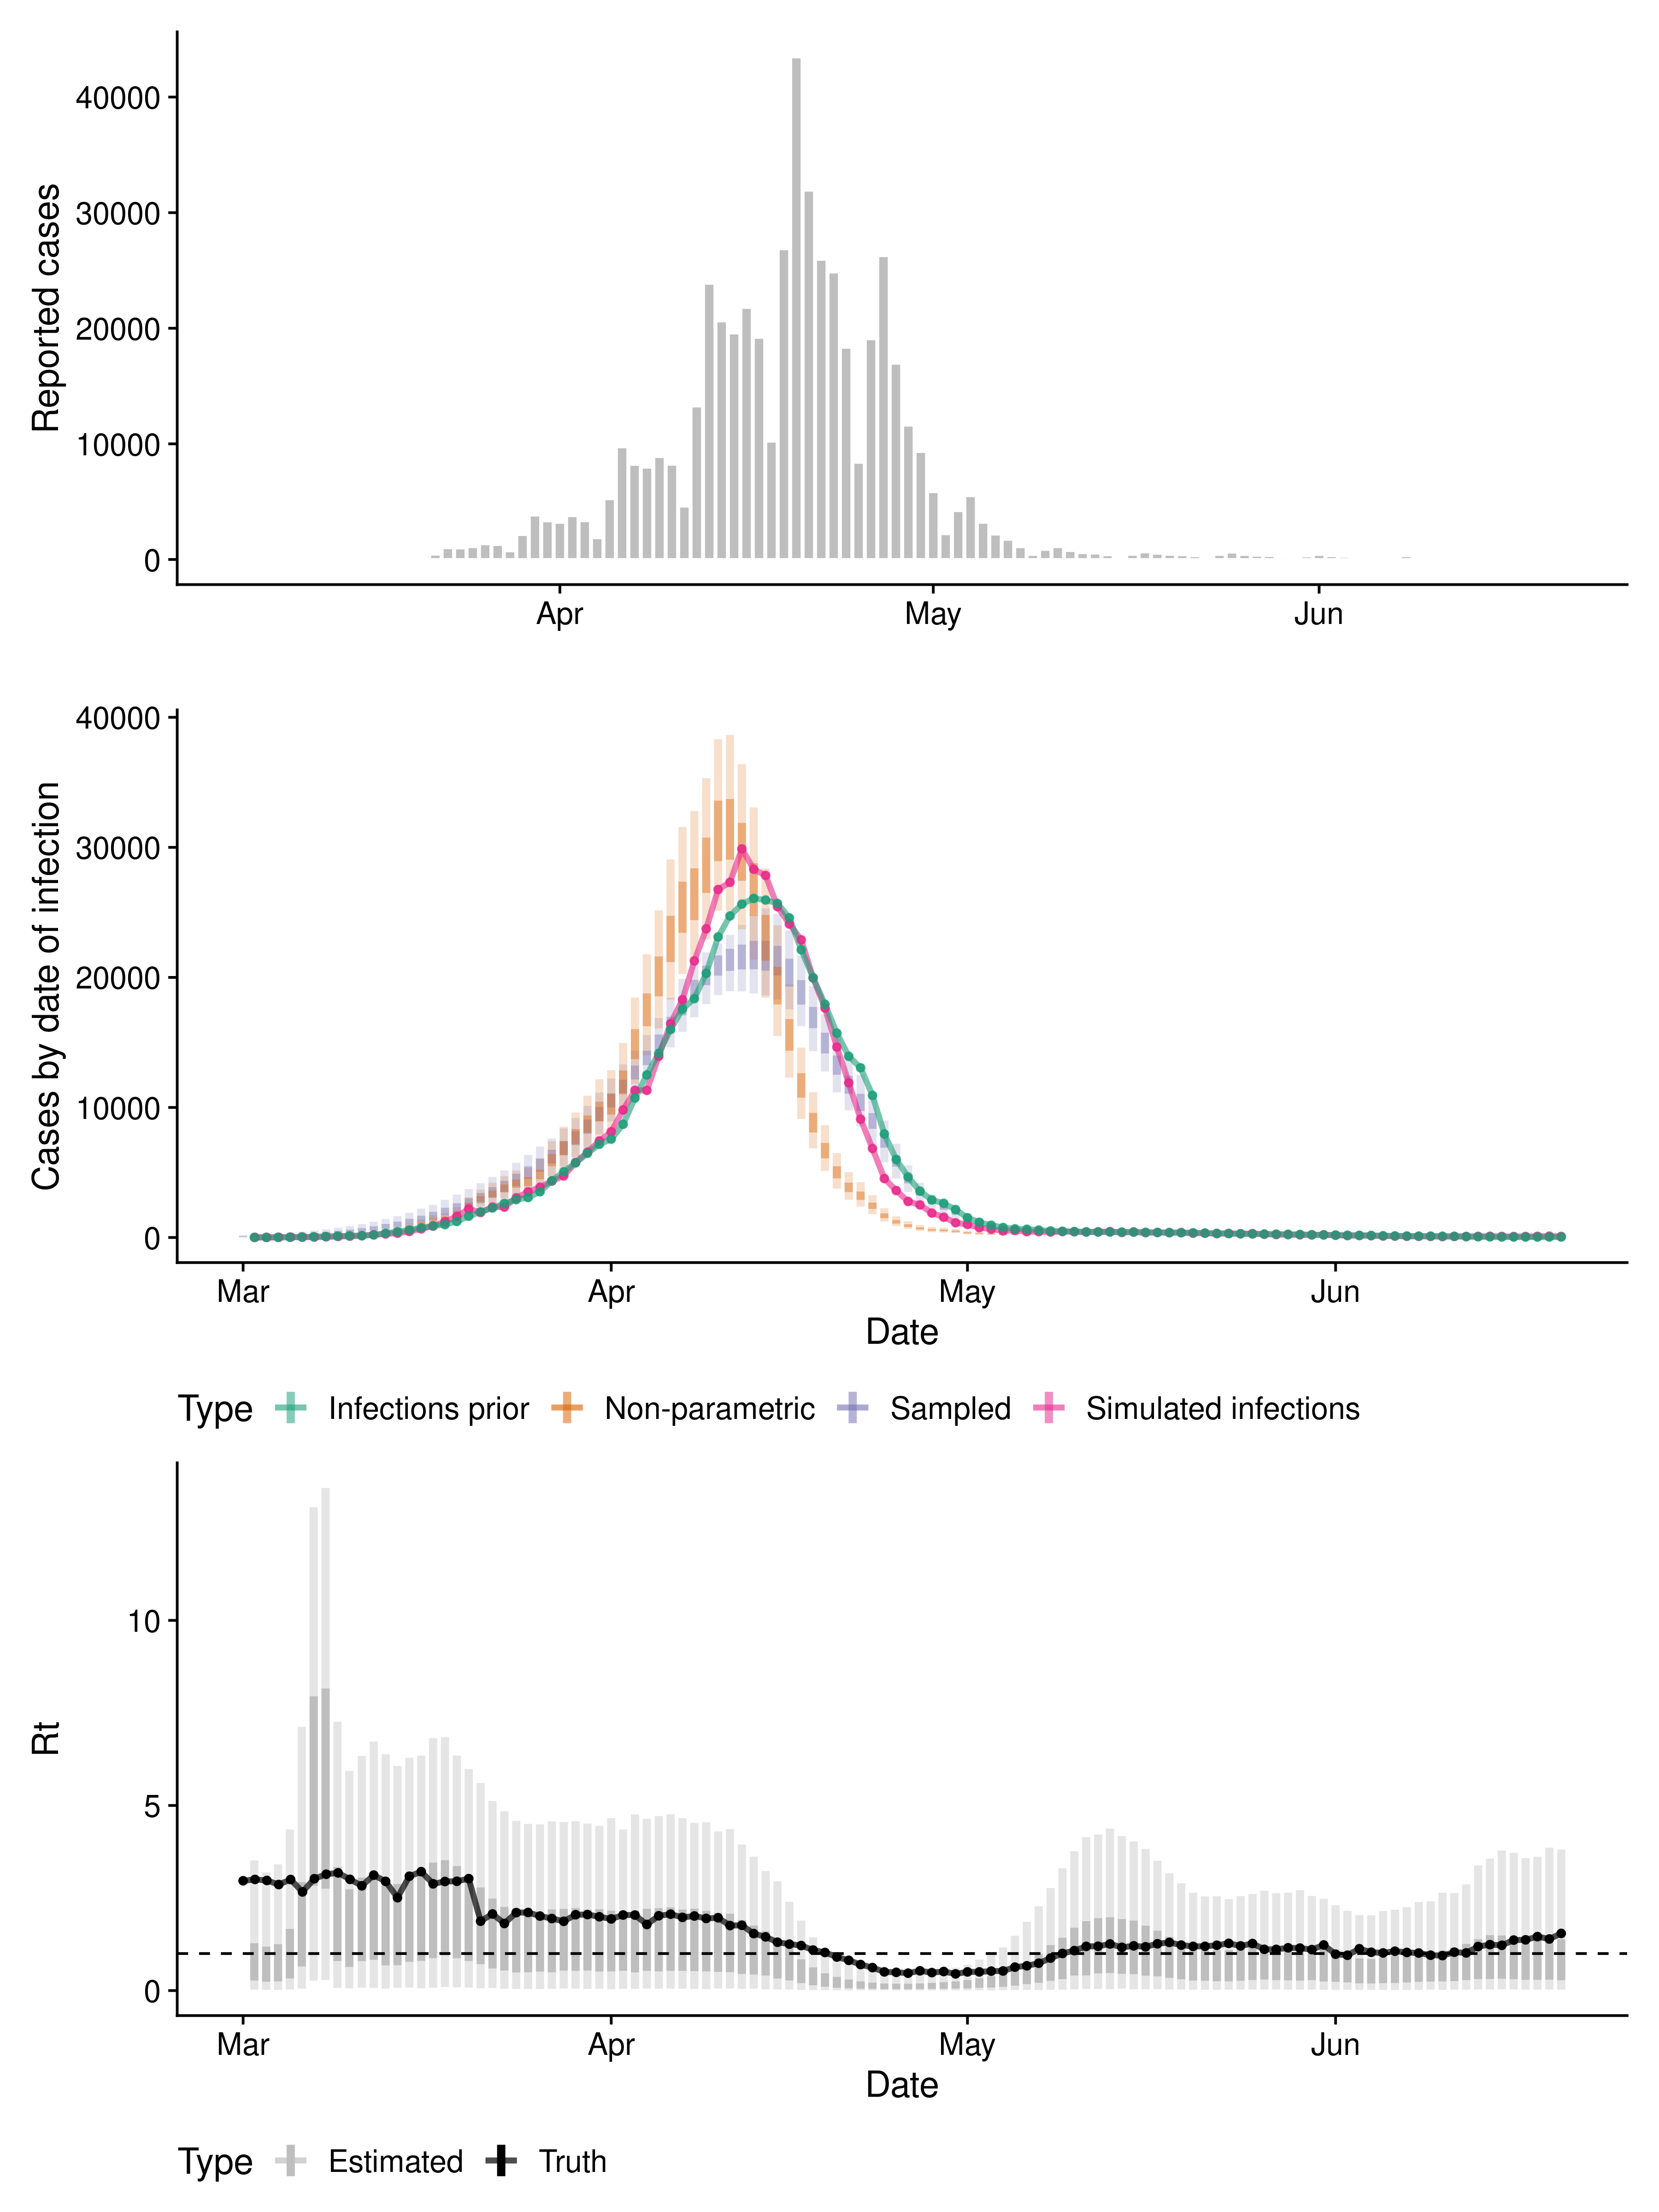 40000
30000
20000
10000
0
Reported cases
Apr May Jun
40000
30000
20000
10000
0
Cases by date of infection
Mar Apr May Jun
Date
Type Infections prior Non-parametric Sampled Simulated infections
10
5
0
Rt
Mar Apr May Jun
Date
Type Estimated Truth